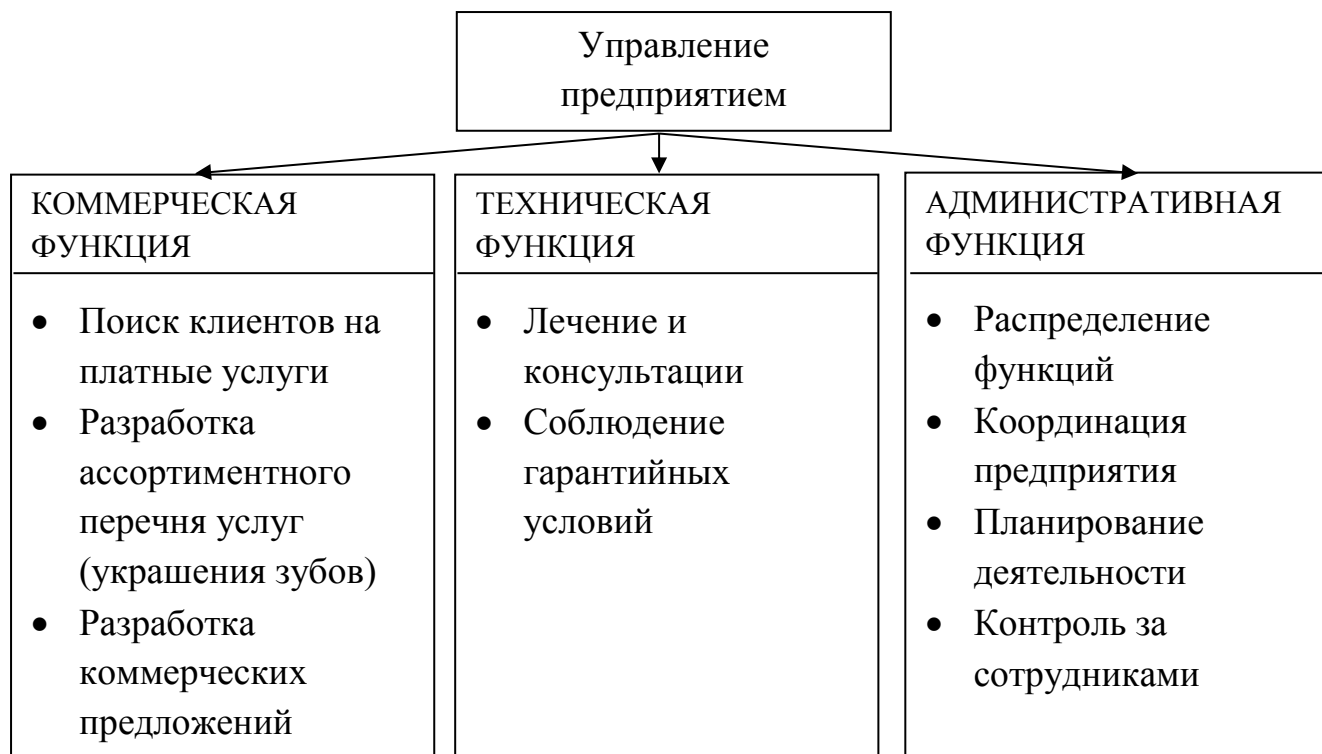 Управление
предприятием
КОММЕРЧЕСКАЯ
ФУНКЦИЯ
• Поиск клиентов на
платные услуги
• Разработка
ассортиментного
перечня услуг
(украшения зубов)
• Разработка
коммерческих
предложений
ТЕХНИЧЕСКАЯ
ФУНКЦИЯ
• Лечение и
консультации
• Соблюдение
гарантийных
условий
АДМИНИСТРАТИВНАЯ
ФУНКЦИЯ
• Распределение
функций
• Координация
предприятия
• Планирование
деятельности
• Контроль за
сотрудниками